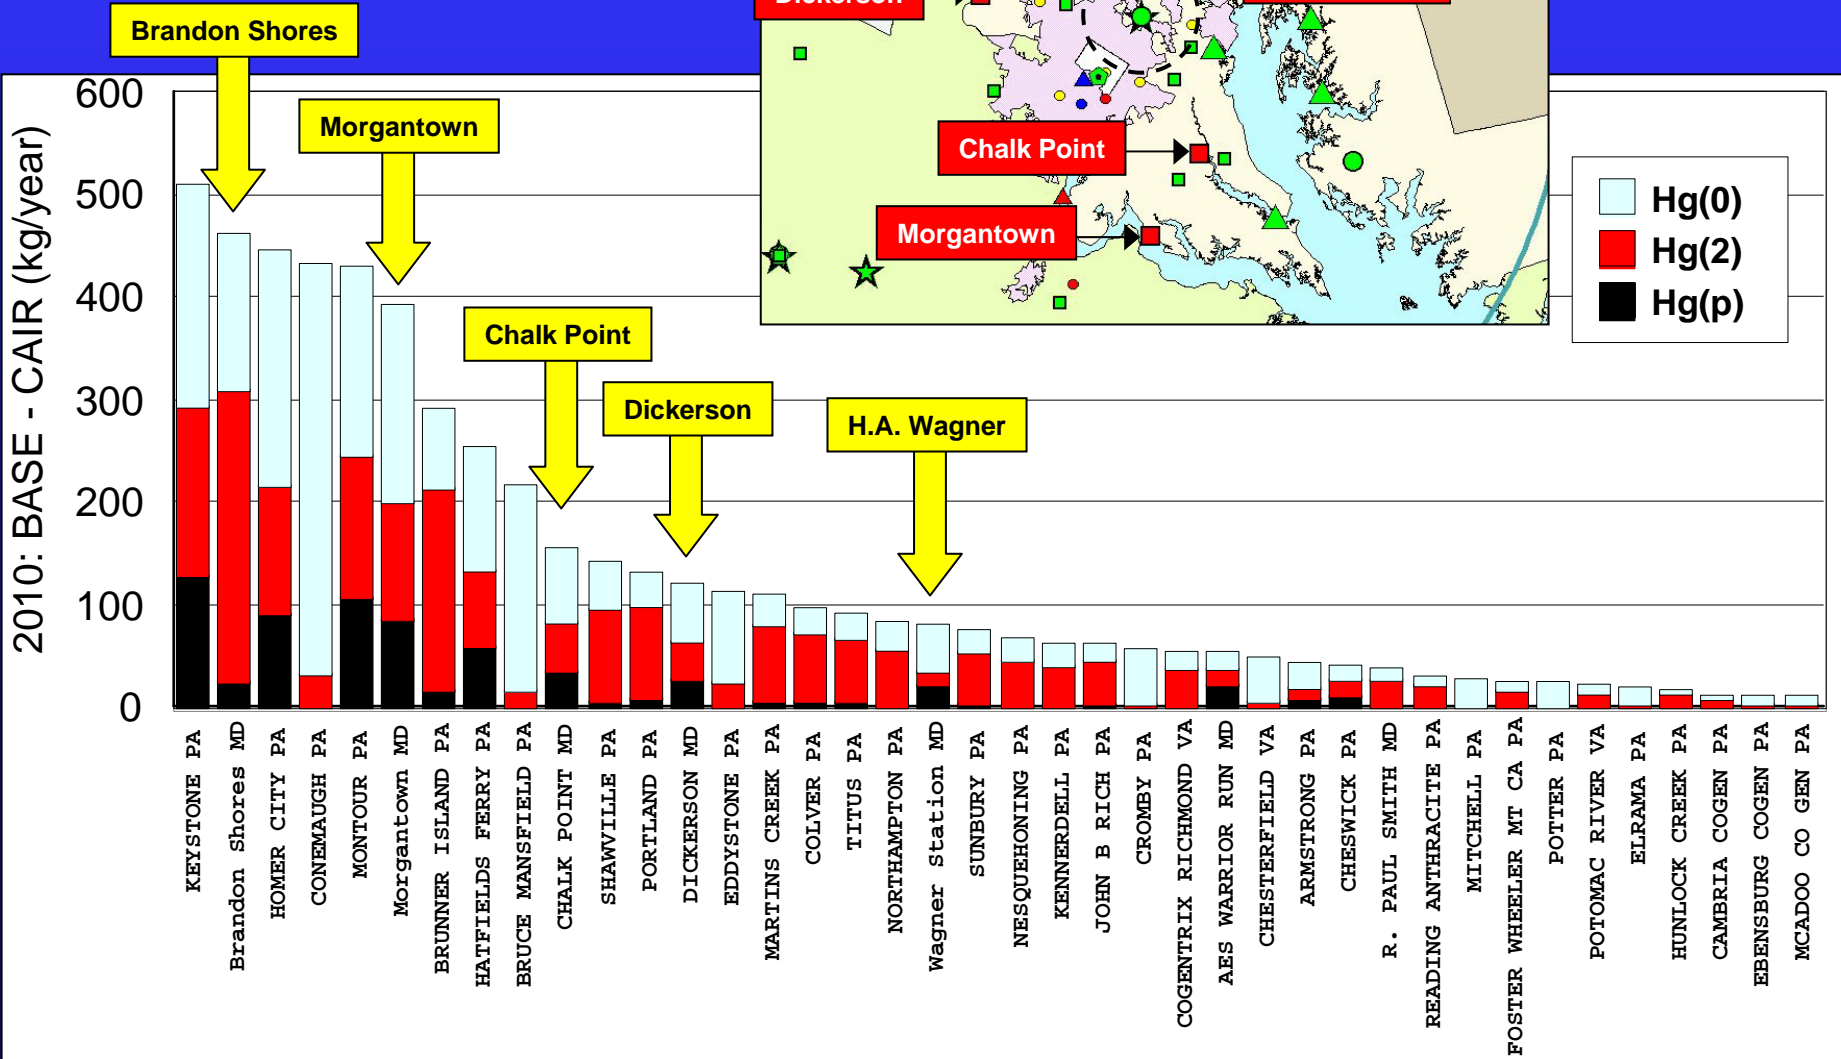 Dickerson
Brandon Shores
Morgantown
Chalk Point
Dickerson
H.A. Wagner
Chalk Point
Morgantown
Hg(0)
Hg(2)
Hg(p)
2010: BASE - CAIR (kg/year)
600
500
400
300
200
100
0
KEYSTONE PA
Brandon Shores MD
HOMER CITY PA
CONEMAUGH PA
MONTOUR PA
Morgantown MD
BRUNNER ISLAND PA
HATFIELDS FERRY PA
BRUCE MANSFIELD PA
CHALK POINT MD
SHAWVILLE PA
PORTLAND PA
DICKERSON MD
EDDYSTONE PA
MARTINS CREEK PA
COLVER PA
TITUS PA
NORTHAMPTON PA
Wagner Station MD
SUNBURY PA
NESQUEHONING PA
KENNERDELL PA
JOHN B RICH PA
CROMBY PA
COGENTRIX RICHMOND VA
AES WARRIOR RUN MD
CHESTERFIELD VA
ARMSTRONG PA
CHESWICK PA
R. PAUL SMITH MD
READING ANTHRACITE PA
MITCHELL PA
FOSTER WHEELER MT CA PA
POTTER PA
POTOMAC RIVER VA
ELRAMA PA
HUNLOCK CREEK PA
CAMBRIA COGEN PA
EBENSBURG COGEN PA
MCADOO CO GEN PA